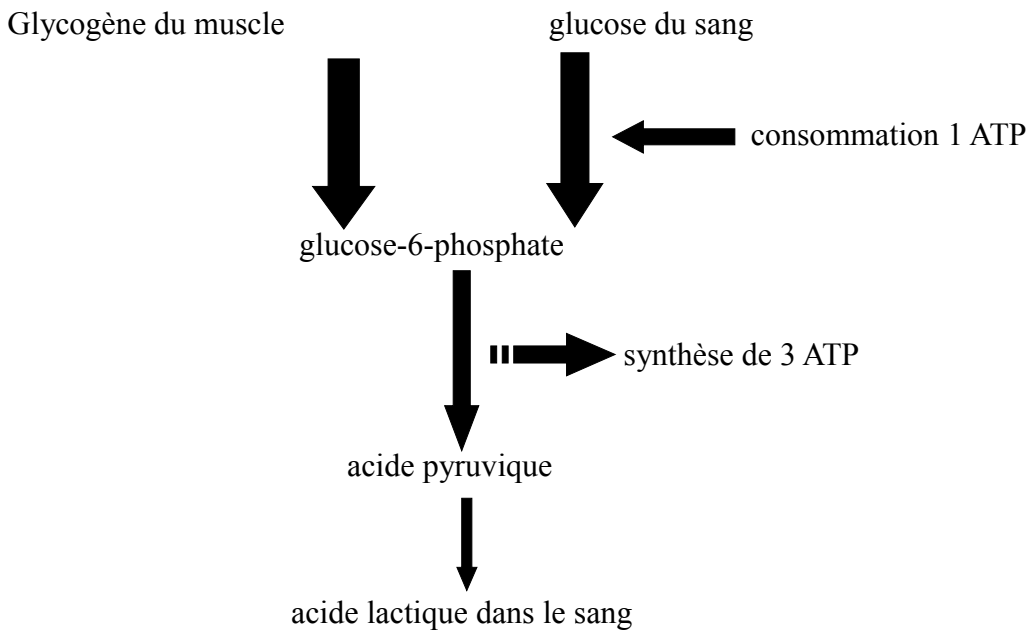 Glycogène du muscle
glucose du sang
consommation 1 ATP
glucose-6-phosphate
synthèse de 3 ATP
acide pyruvique
acide lactique dans le sang